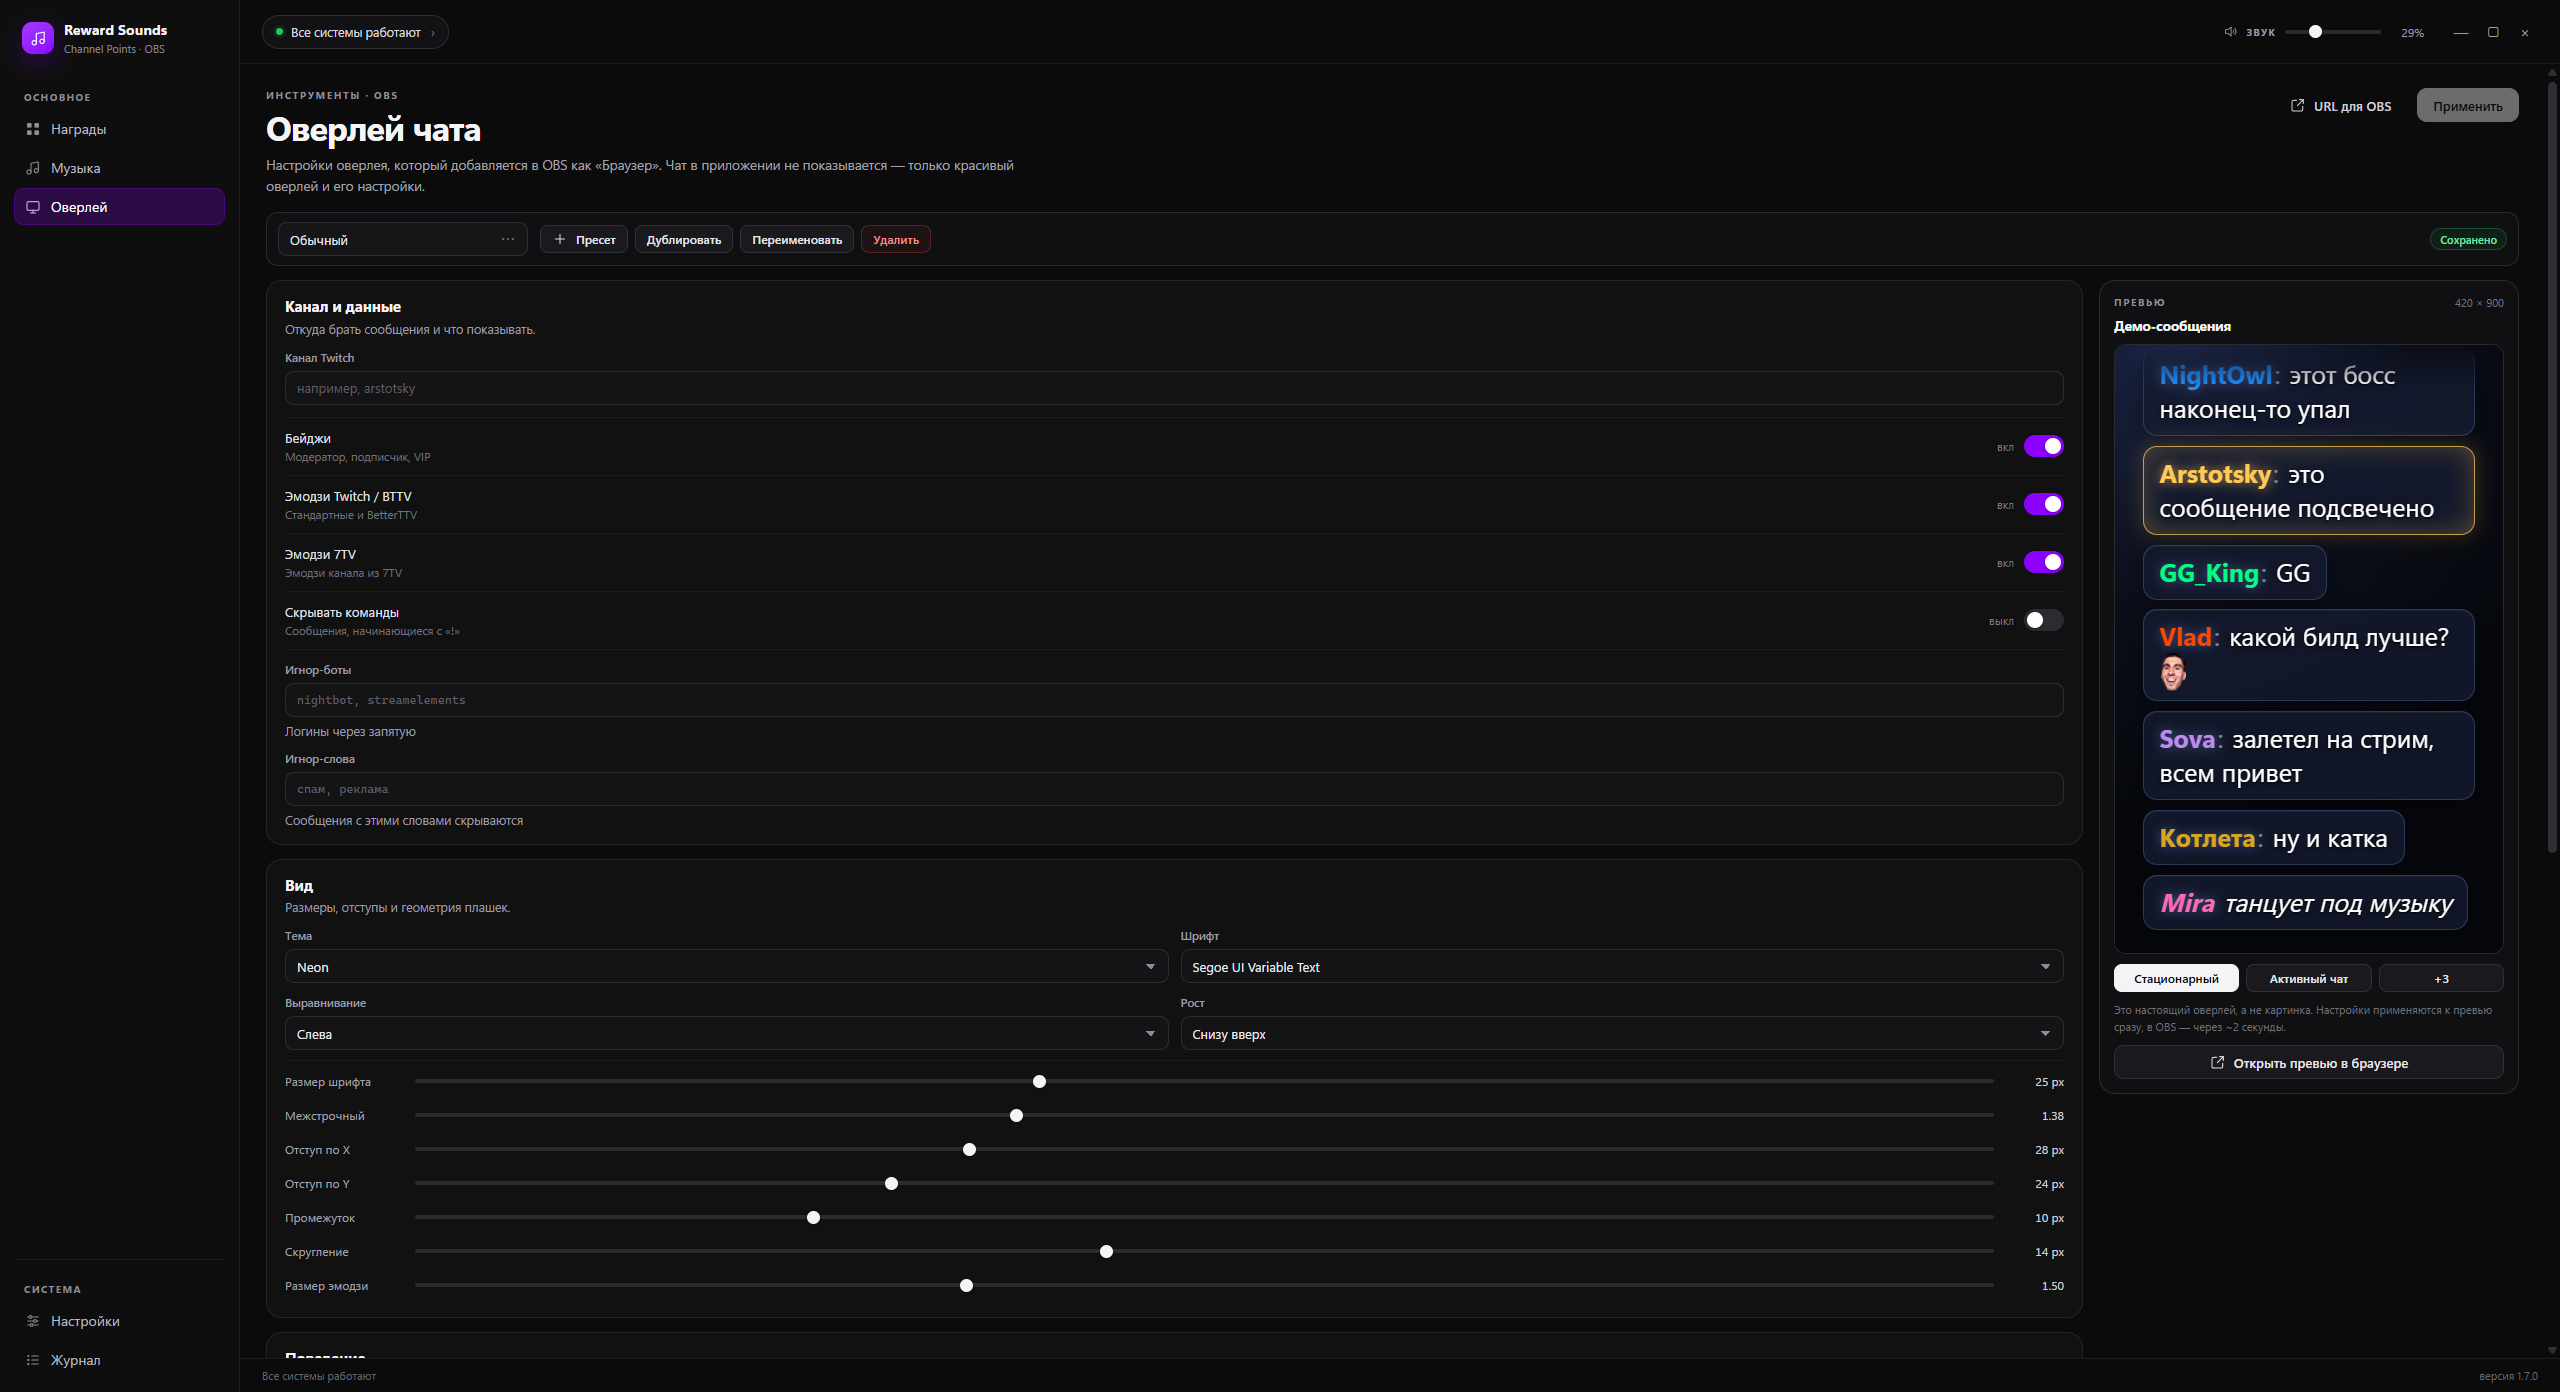 Reward Sounds
Channel Points · OBS
ОСНОВНОЕ
Награды
Музыка
Оверлей
СИСТЕМА
Настройки
Журнал
Все системы работают ›
ЗВУК
29%
ИНСТРУМЕНТЫ · OBS
Оверлей чата
Настройки оверлея, который добавляется в OBS как «Браузер». Чат в приложении не показывается — только красивый
оверлей и его настройки.
URL для OBS
Применить
Обычный
···
+ Пресет
Дублировать
Переименовать
Удалить
Сохранено
Канал и данные
Откуда брать сообщения и что показывать.
Канал Twitch
например, arstotsky
Бейджи
Модератор, подписчик, VIP
вкл
Эмодзи Twitch / BTTV
Стандартные и BetterTTV
вкл
Эмодзи 7TV
Эмодзи канала из 7TV
вкл
Скрывать команды
Сообщения, начинающиеся с «!»
выкл
Игнор-боты
nightbot, streamelements
Логины через запятую
Игнор-слова
спам, реклама
Сообщения с этими словами скрываются
Вид
Размеры, отступы и геометрия плашек.
Тема
Neon
Шрифт
Segoe UI Variable Text
Выравнивание
Слева
Рост
Снизу вверх
Размер шрифта
25 px
Межстрочный
1.38
Отступ по X
28 px
Отступ по Y
24 px
Промежуток
10 px
Скругление
14 px
Размер эмодзи
1.50
Поведение
ПРЕВЬЮ
420 × 900
Демо-сообщения
NightOwl: этот босс
наконец-то упал
Arstotsky: это
сообщение подсвечено
GG_King: GG
Vlad: какой билд лучше?
Sova: залетел на стрим,
всем привет
Котлета: ну и катка
Mira танцует под музыку
Стационарный
Активный чат
+3
Это настоящий оверлей, а не картинка. Настройки применяются к превью
сразу, в OBS — через ~2 секунды.
Открыть превью в браузере
Все системы работают
версия 1.7.0